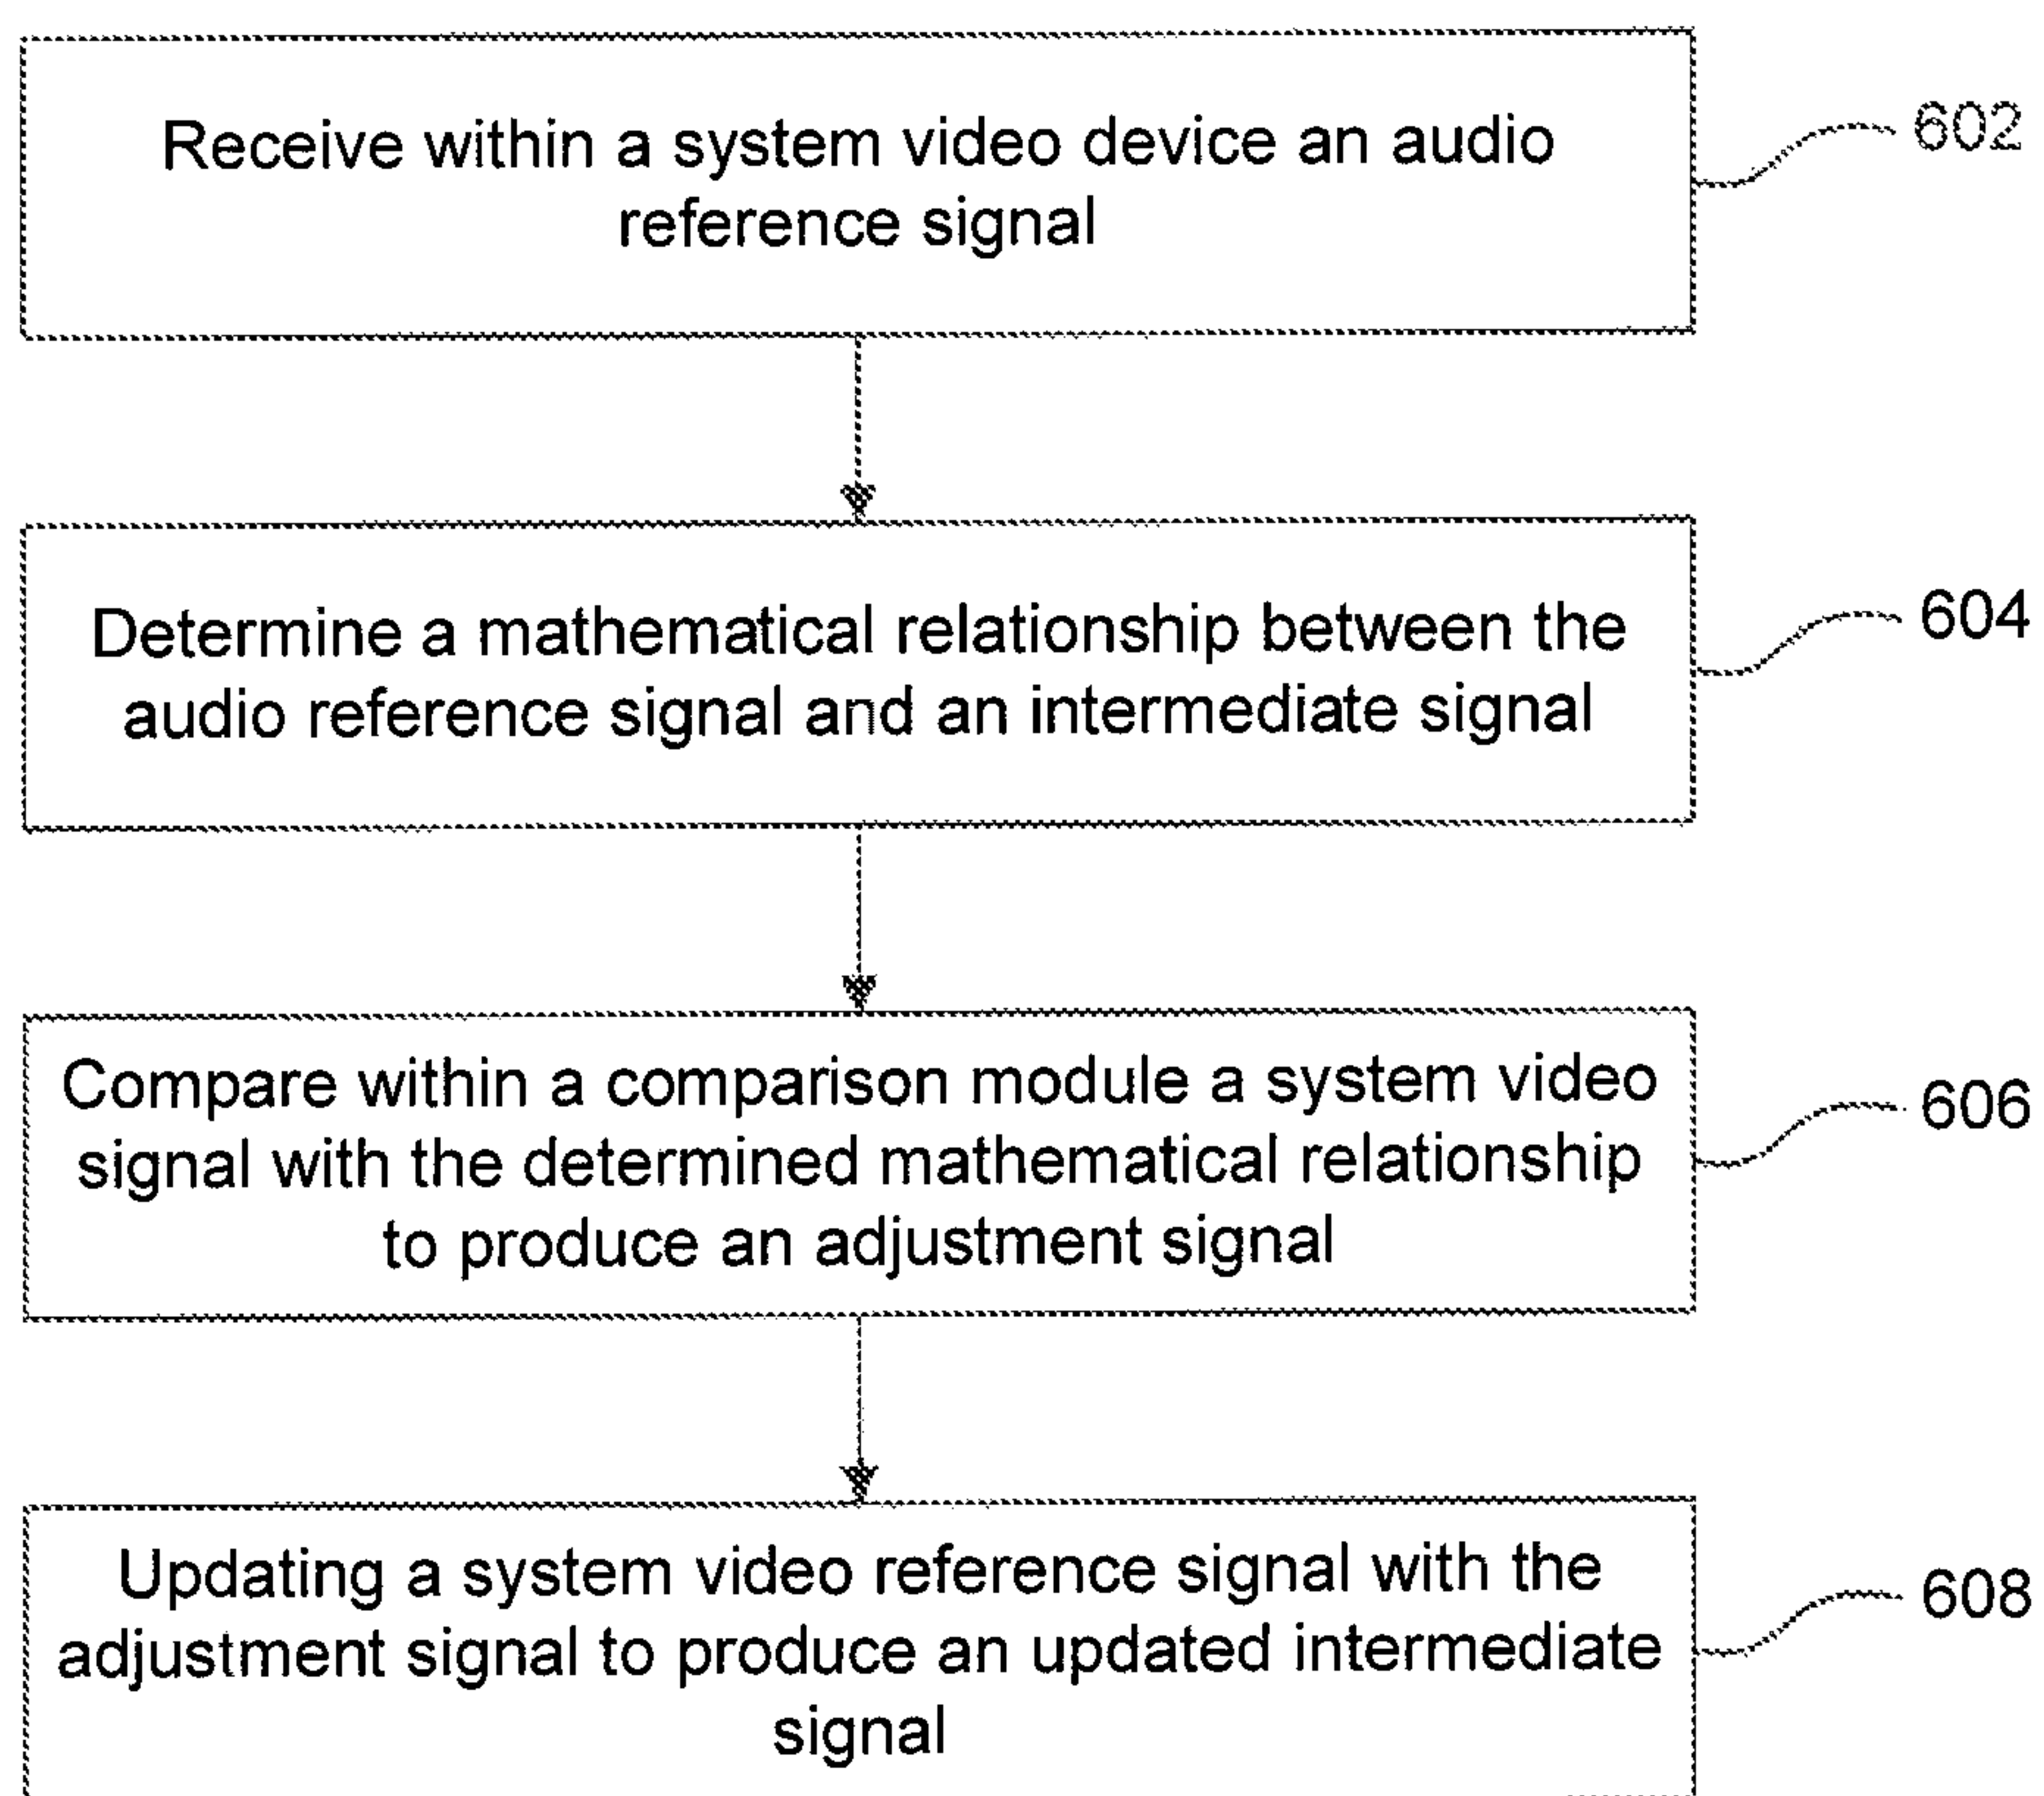 Receive within a system video device an audio
reference signal
602
Determine a mathematical relationship between the
audio reference signal and an intermediate signal
604
Compare within a comparison module a system video
signal with the determined mathematical relationship
to produce an adjustment signal
606
Updating a system video reference signal with the
adjustment signal to produce an updated intermediate
signal
608